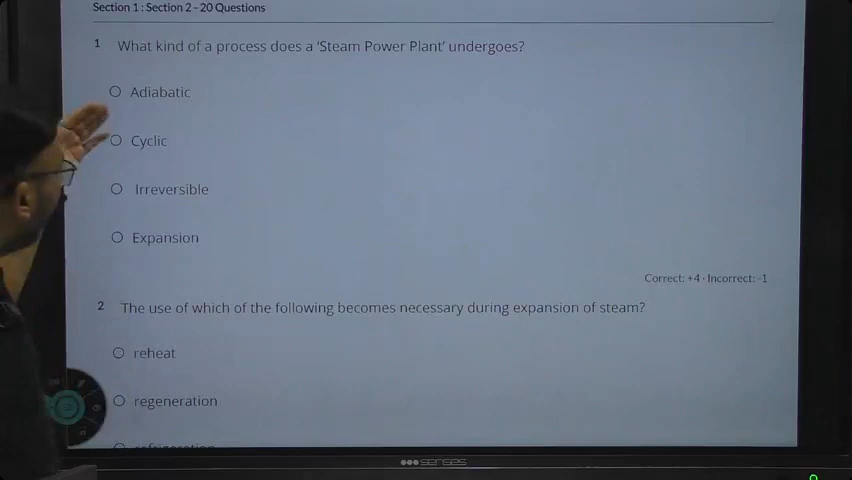 Section 1 : Section 2 - 20 Questions
1 What kind of a process does a ‘Steam Power Plant’ undergoes?
Adiabatic
Cyclic
Irreversible
Expansion
Correct: +4 · Incorrect: -1
2 The use of which of the following becomes necessary during expansion of steam?
reheat
regeneration
refrigeration
senses